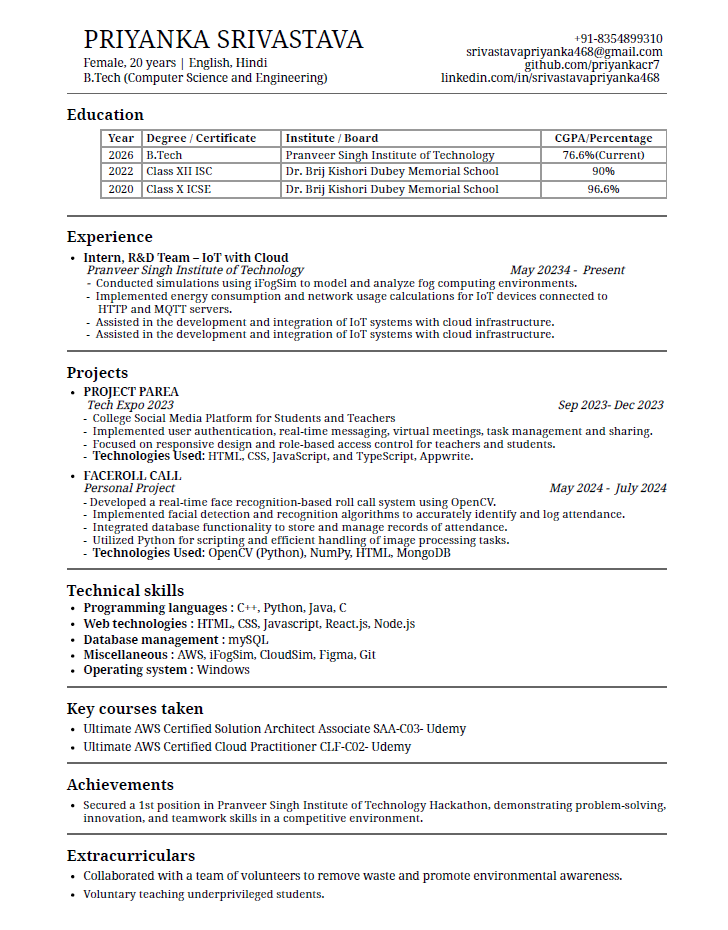 PRIYANKA SRIVASTAVA
Female, 20 years | English, Hindi
B.Tech (Computer Science and Engineering)
+91-8354899310
srivastavapriyanka468@gmail.com
github.com/priyankacr7
linkedin.com/in/srivastavapriyanka468
Education
Year Degree / Certificate Institute / Board CGPA/Percentage
2026 B.Tech Pranveer Singh Institute of Technology 76.6%(Current)
2022 Class XII ISC Dr. Brij Kishori Dubey Memorial School 90%
2020 Class X ICSE Dr. Brij Kishori Dubey Memorial School 96.6%
Experience
• Intern, R&D Team – IoT with Cloud
Pranveer Singh Institute of Technology May 20234 - Present
- Conducted simulations using iFogSim to model and analyze fog computing environments.
- Implemented energy consumption and network usage calculations for IoT devices connected to
HTTP and MQTT servers.
- Assisted in the development and integration of IoT systems with cloud infrastructure.
- Assisted in the development and integration of IoT systems with cloud infrastructure.
Projects
• PROJECT PAREA
Tech Expo 2023 Sep 2023- Dec 2023
- College Social Media Platform for Students and Teachers
- Implemented user authentication, real-time messaging, virtual meetings, task management and sharing.
- Focused on responsive design and role-based access control for teachers and students.
- Technologies Used: HTML, CSS, JavaScript, and TypeScript, Appwrite.
• FACEROLL CALL
Personal Project May 2024 - July 2024
- Developed a real-time face recognition-based roll call system using OpenCV.
- Implemented facial detection and recognition algorithms to accurately identify and log attendance.
- Integrated database functionality to store and manage records of attendance.
- Utilized Python for scripting and efficient handling of image processing tasks.
- Technologies Used: OpenCV (Python), NumPy, HTML, MongoDB
Technical skills
• Programming languages : C++, Python, Java, C
• Web technologies : HTML, CSS, Javascript, React.js, Node.js
• Database management : mySQL
• Miscellaneous : AWS, iFogSim, CloudSim, Figma, Git
• Operating system : Windows
Key courses taken
• Ultimate AWS Certified Solution Architect Associate SAA-C03- Udemy
• Ultimate AWS Certified Cloud Practitioner CLF-C02- Udemy
Achievements
• Secured a 1st position in Pranveer Singh Institute of Technology Hackathon, demonstrating problem-solving,
innovation, and teamwork skills in a competitive environment.
Extracurriculars
• Collaborated with a team of volunteers to remove waste and promote environmental awareness.
• Voluntary teaching underprivileged students.